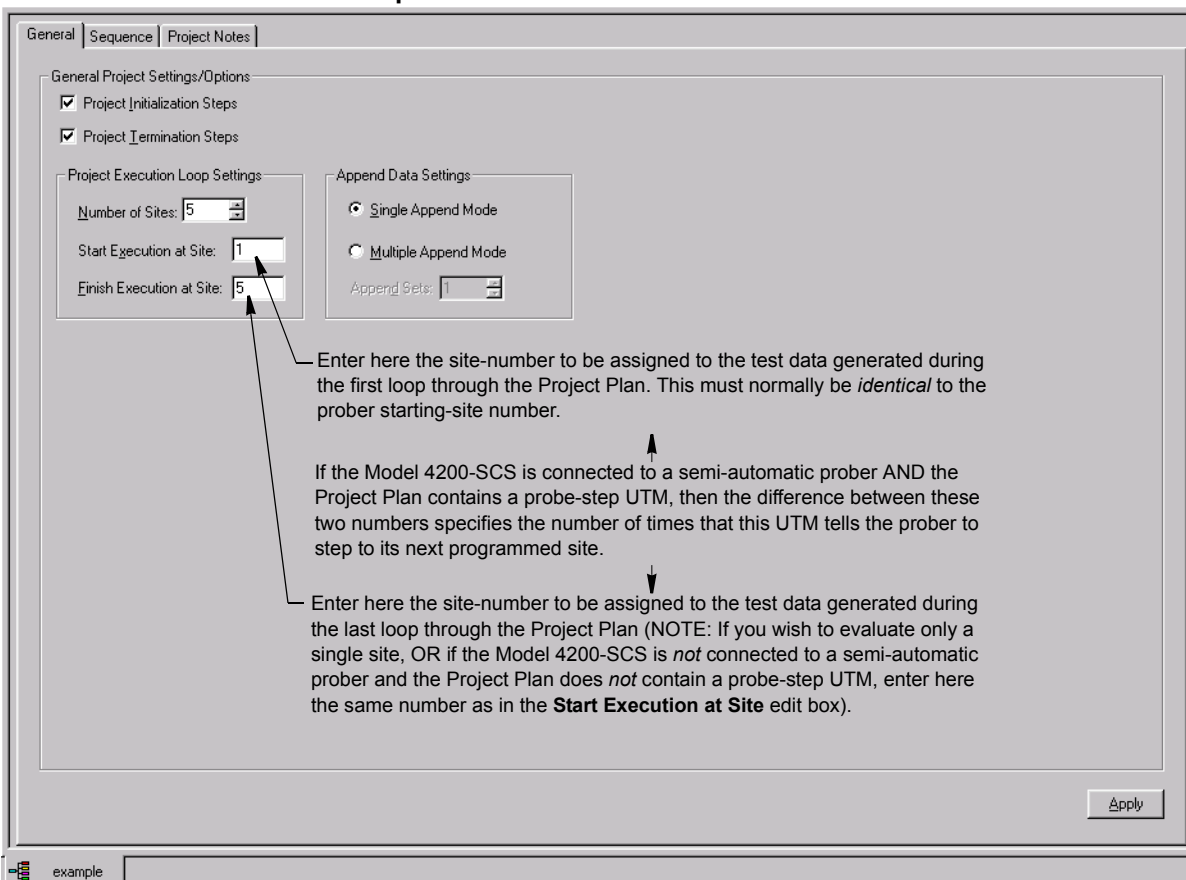 General Sequence Project Notes
General Project Settings/Options
Project Initialization Steps
Project Termination Steps
Project Execution Loop Settings
Number of Sites: 5
Start Execution at Site: 1
Finish Execution at Site: 5
Append Data Settings
Single Append Mode
Multiple Append Mode
Append Sets: 1
Enter here the site-number to be assigned to the test data generated during
the first loop through the Project Plan. This must normally be identical to the
prober starting-site number.
If the Model 4200-SCS is connected to a semi-automatic prober AND the
Project Plan contains a probe-step UTM, then the difference between these
two numbers specifies the number of times that this UTM tells the prober to
step to its next programmed site.
Enter here the site-number to be assigned to the test data generated during
the last loop through the Project Plan (NOTE: If you wish to evaluate only a
single site, OR if the Model 4200-SCS is not connected to a semi-automatic
prober and the Project Plan does not contain a probe-step UTM, enter here
the same number as in the Start Execution at Site edit box).
Apply
example